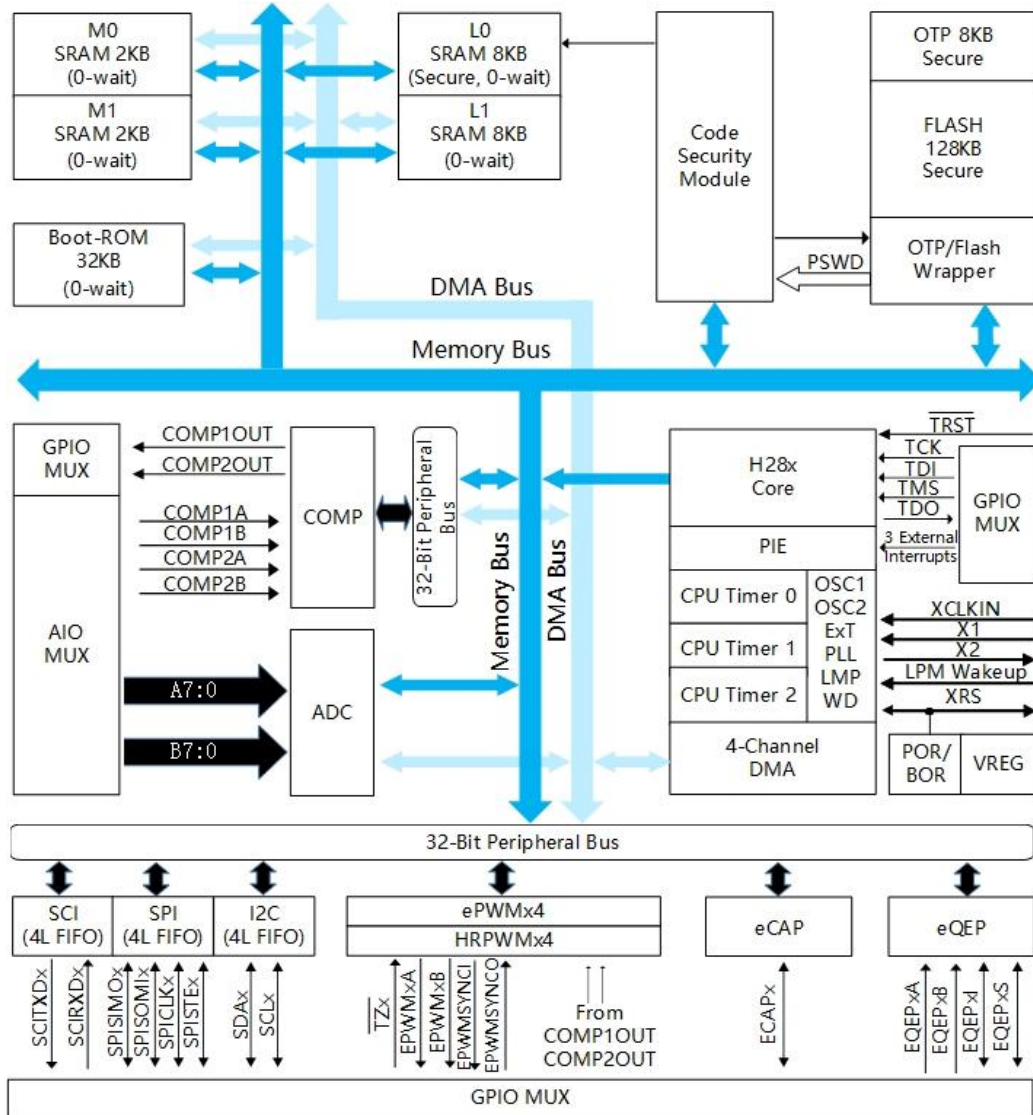 M0
SRAM 2KB
(0-wait)
M1
SRAM 2KB
(0-wait)
L0
SRAM 8KB
(Secure, 0-wait)
L1
SRAM 8KB
(0-wait)
Code
Security
Module
OTP 8KB
Secure
FLASH
128KB
Secure
OTP/Flash
Wrapper
PSWD
Boot-ROM
32KB
(0-wait)
DMA Bus
Memory Bus
GPIO
MUX
AIO
MUX
COMP1OUT
COMP2OUT
COMP1A
COMP1B
COMP2A
COMP2B
COMP
32-Bit Peripheral
Bus
A7:0
B7:0
ADC
Memory Bus
DMA Bus
H28x
Core
PIE
CPU Timer 0
CPU Timer 1
CPU Timer 2
OSC1
OSC2
ExT
PLL
LMP
WD
4-Channel
DMA
TRST
TCK
TDI
TMS
TDO
3 External
Interrupts
GPIO
MUX
XCLKIN
X1
X2
LPM Wakeup
XRS
POR/
BOR
VREG
32-Bit Peripheral Bus
SCI
(4L FIFO)
SPI
(4L FIFO)
I2C
(4L FIFO)
ePWMx4
HRPWMx4
eCAP
eQEP
SCITXDx
SCIRXDx
SPISIMOx
SPISOMIx
SPICLKx
SPISTEx
SDAx
SCLx
TZx
EPWMxA
EPWMxB
EPWMSYNCI
EPWMSYNCO
From
COMP1OUT
COMP2OUT
ECAPx
EQEPxA
EQEPxB
EQEPxI
EQEPxS
GPIO MUX